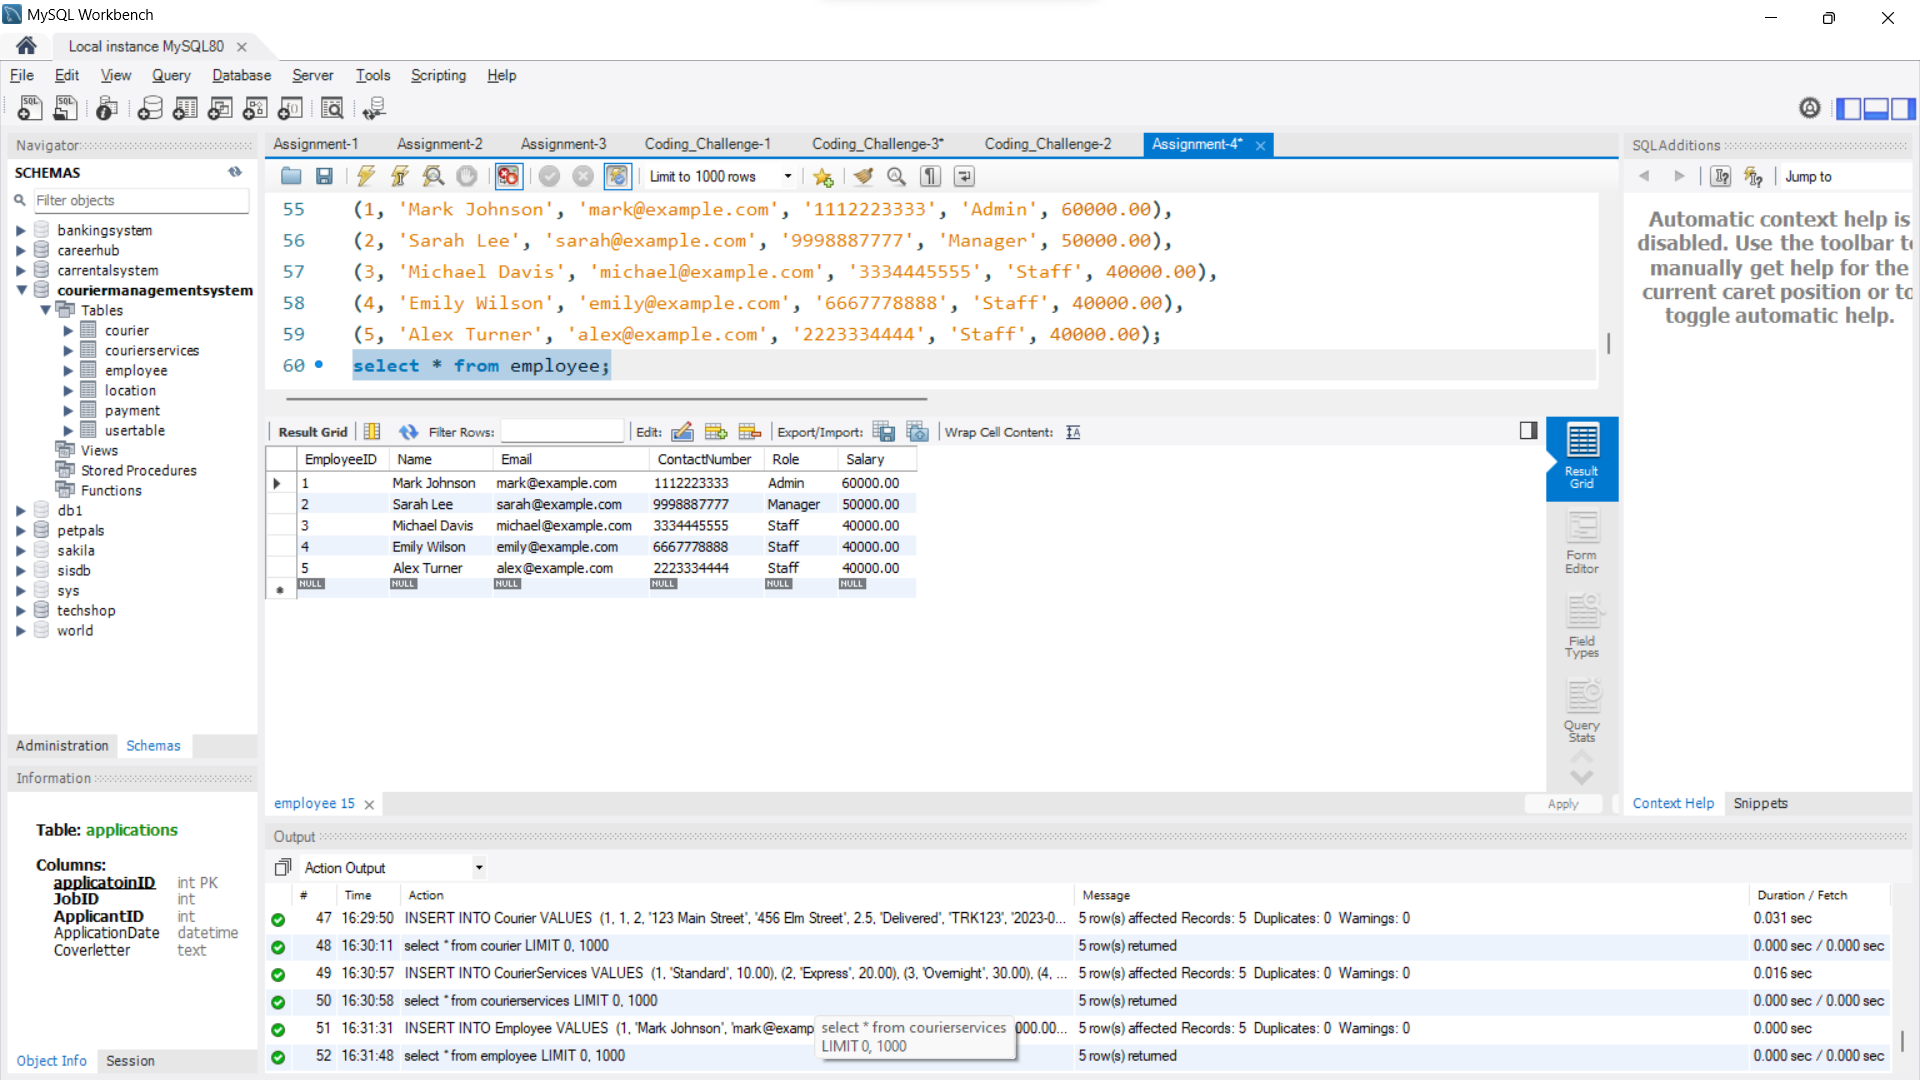 MySQL Workbench
Local instance MySQL80
File Edit View Query Database Server Tools Scripting Help
Navigator
SCHEMAS
Filter objects
bankingsystem
careerhub
carrentalsystem
couriermanagementsystem
Tables
courier
courierservices
employee
location
payment
usertable
Views
Stored Procedures
Functions
db1
petpals
sakila
sisdb
sys
techshop
world
Administration Schemas
Information
Table: applications
Columns:
applicatoinID int PK
JobID int
ApplicantID int
ApplicationDate datetime
Coverletter text
Object Info Session
Assignment-1 Assignment-2 Assignment-3 Coding_Challenge-1 Coding_Challenge-3* Coding_Challenge-2 Assignment-4*
Limit to 1000 rows
55 (1, 'Mark Johnson', 'mark@example.com', '1112223333', 'Admin', 60000.00),
56 (2, 'Sarah Lee', 'sarah@example.com', '9998887777', 'Manager', 50000.00),
57 (3, 'Michael Davis', 'michael@example.com', '3334445555', 'Staff', 40000.00),
58 (4, 'Emily Wilson', 'emily@example.com', '6667778888', 'Staff', 40000.00),
59 (5, 'Alex Turner', 'alex@example.com', '2223334444', 'Staff', 40000.00);
60 select * from employee;
Result Grid Filter Rows: Edit: Export/Import: Wrap Cell Content:
EmployeeID Name Email ContactNumber Role Salary
1 Mark Johnson mark@example.com 1112223333 Admin 60000.00
2 Sarah Lee sarah@example.com 9998887777 Manager 50000.00
3 Michael Davis michael@example.com 3334445555 Staff 40000.00
4 Emily Wilson emily@example.com 6667778888 Staff 40000.00
5 Alex Turner alex@example.com 2223334444 Staff 40000.00
NULL NULL NULL NULL NULL NULL
Result
Grid
Form
Editor
Field
Types
Query
Stats
employee 15
Apply
SQLAdditions
Jump to
Automatic context help is
disabled. Use the toolbar to
manually get help for the
current caret position or to
toggle automatic help.
Context Help Snippets
Output
Action Output
# Time Action Message Duration / Fetch
47 16:29:50 INSERT INTO Courier VALUES (1, 1, 2, '123 Main Street', '456 Elm Street', 2.5, 'Delivered', 'TRK123', '2023-0... 5 row(s) affected Records: 5 Duplicates: 0 Warnings: 0 0.031 sec
48 16:30:11 select * from courier LIMIT 0, 1000 5 row(s) returned 0.000 sec / 0.000 sec
49 16:30:57 INSERT INTO CourierServices VALUES (1, 'Standard', 10.00), (2, 'Express', 20.00), (3, 'Overnight', 30.00), (4, ... 5 row(s) affected Records: 5 Duplicates: 0 Warnings: 0 0.016 sec
50 16:30:58 select * from courierservices LIMIT 0, 1000 5 row(s) returned 0.000 sec / 0.000 sec
51 16:31:31 INSERT INTO Employee VALUES (1, 'Mark Johnson', 'mark@examp 000.00... 5 row(s) affected Records: 5 Duplicates: 0 Warnings: 0 0.000 sec
52 16:31:48 select * from employee LIMIT 0, 1000 5 row(s) returned 0.000 sec / 0.000 sec
select * from courierservices
LIMIT 0, 1000